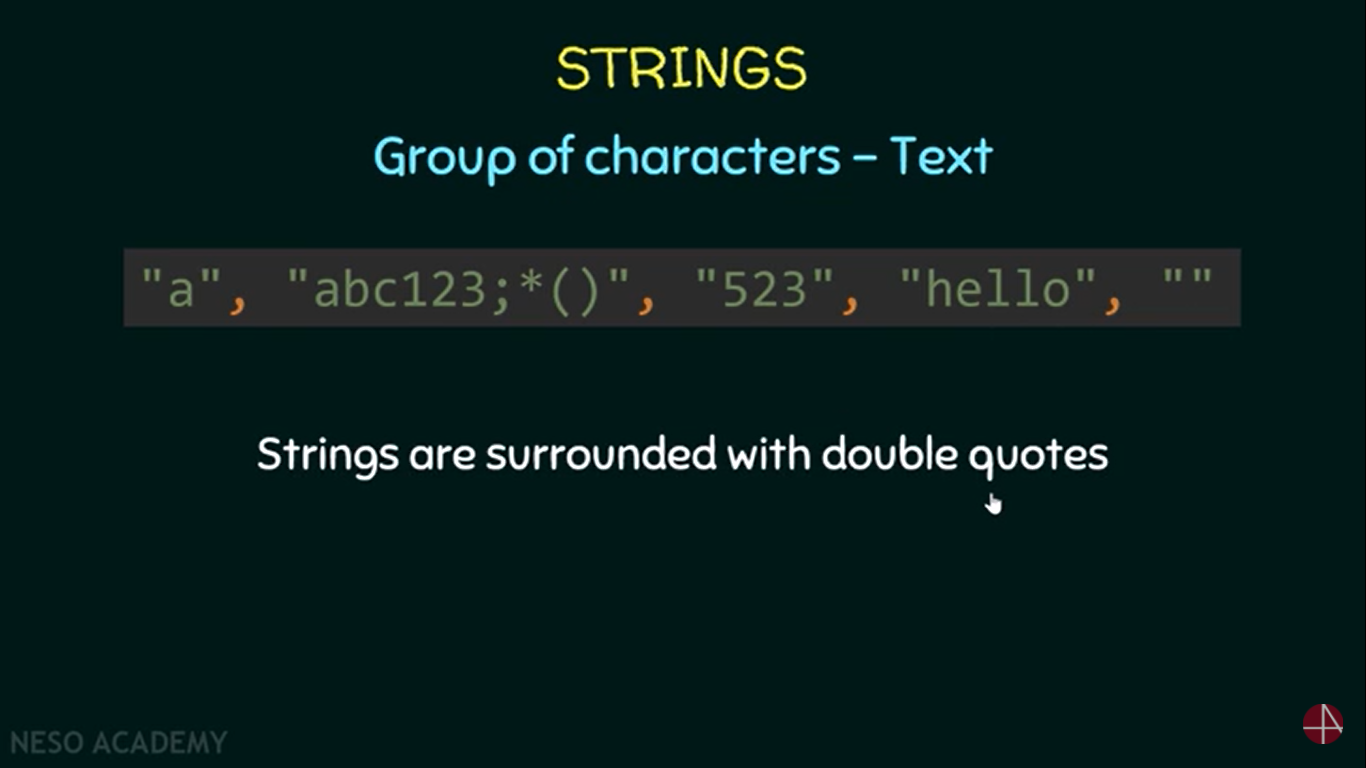 STRINGS
Group of characters – Text
"a", "abc123;*()", "523", "hello", ""
Strings are surrounded with double quotes
NESO ACADEMY